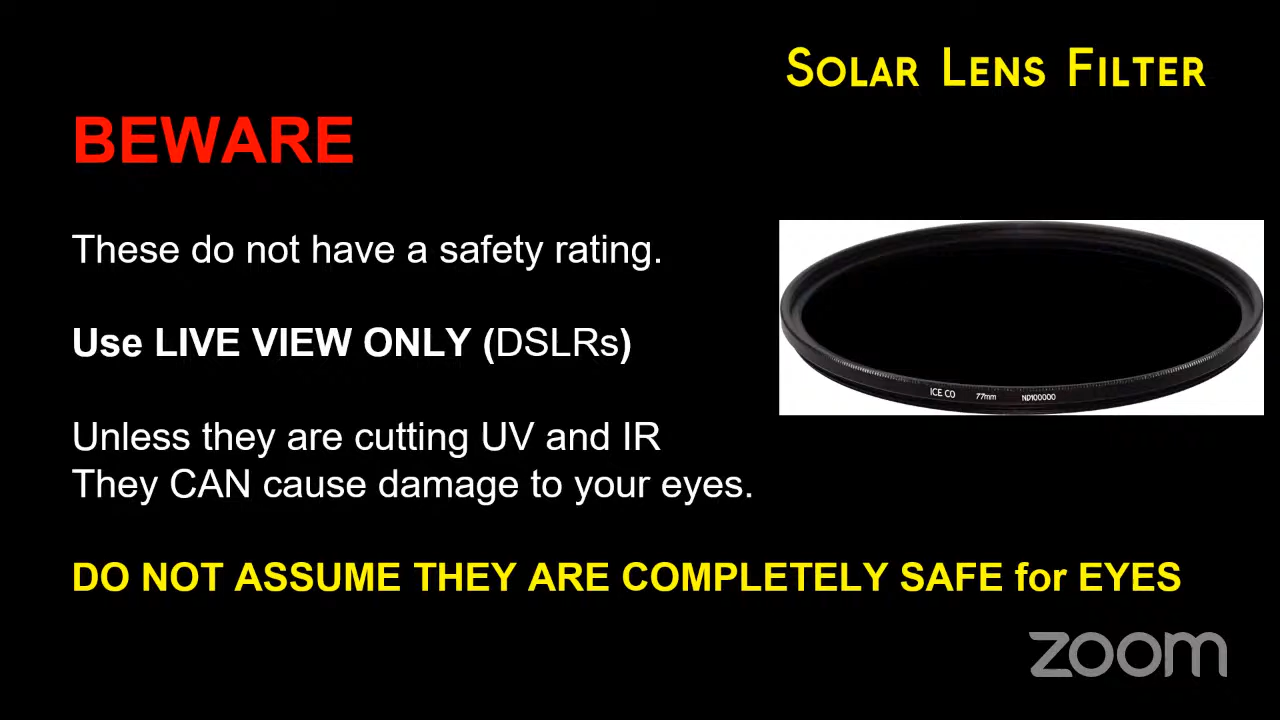 SOLAR LENS FILTER
BEWARE
These do not have a safety rating.
Use LIVE VIEW ONLY (DSLRs)
ICE CO 77mm ND100000
Unless they are cutting UV and IR
They CAN cause damage to your eyes.
DO NOT ASSUME THEY ARE COMPLETELY SAFE for EYES
zoom